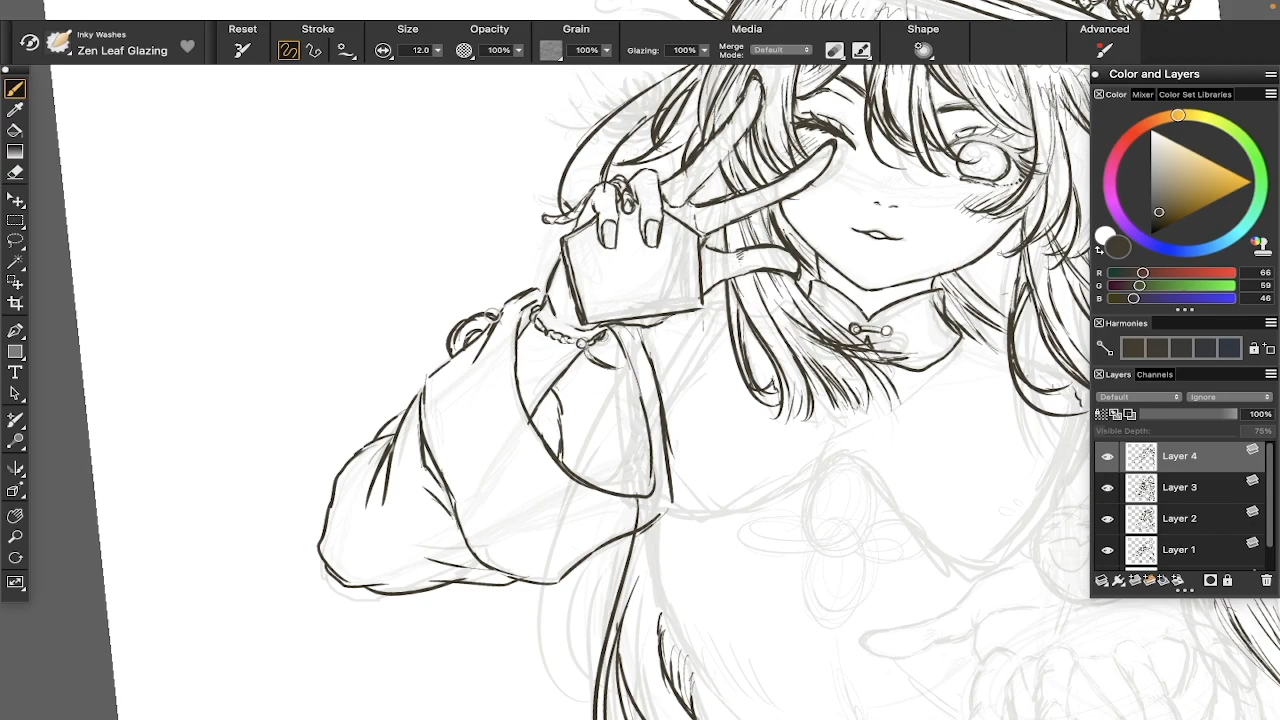 Reset
Stroke
Size
Opacity
Grain
Media
Shape
Advanced
Inky Washes
Zen Leaf Glazing
12.0
100%
100%
Glazing: 100%
Merge Mode: Default
Color and Layers
Color Mixer Color Set Libraries
R 66
G 59
B 46
Harmonies
Layers Channels
Default Ignore
100%
Visible Depth: 75%
Layer 4
Layer 3
Layer 2
Layer 1
T